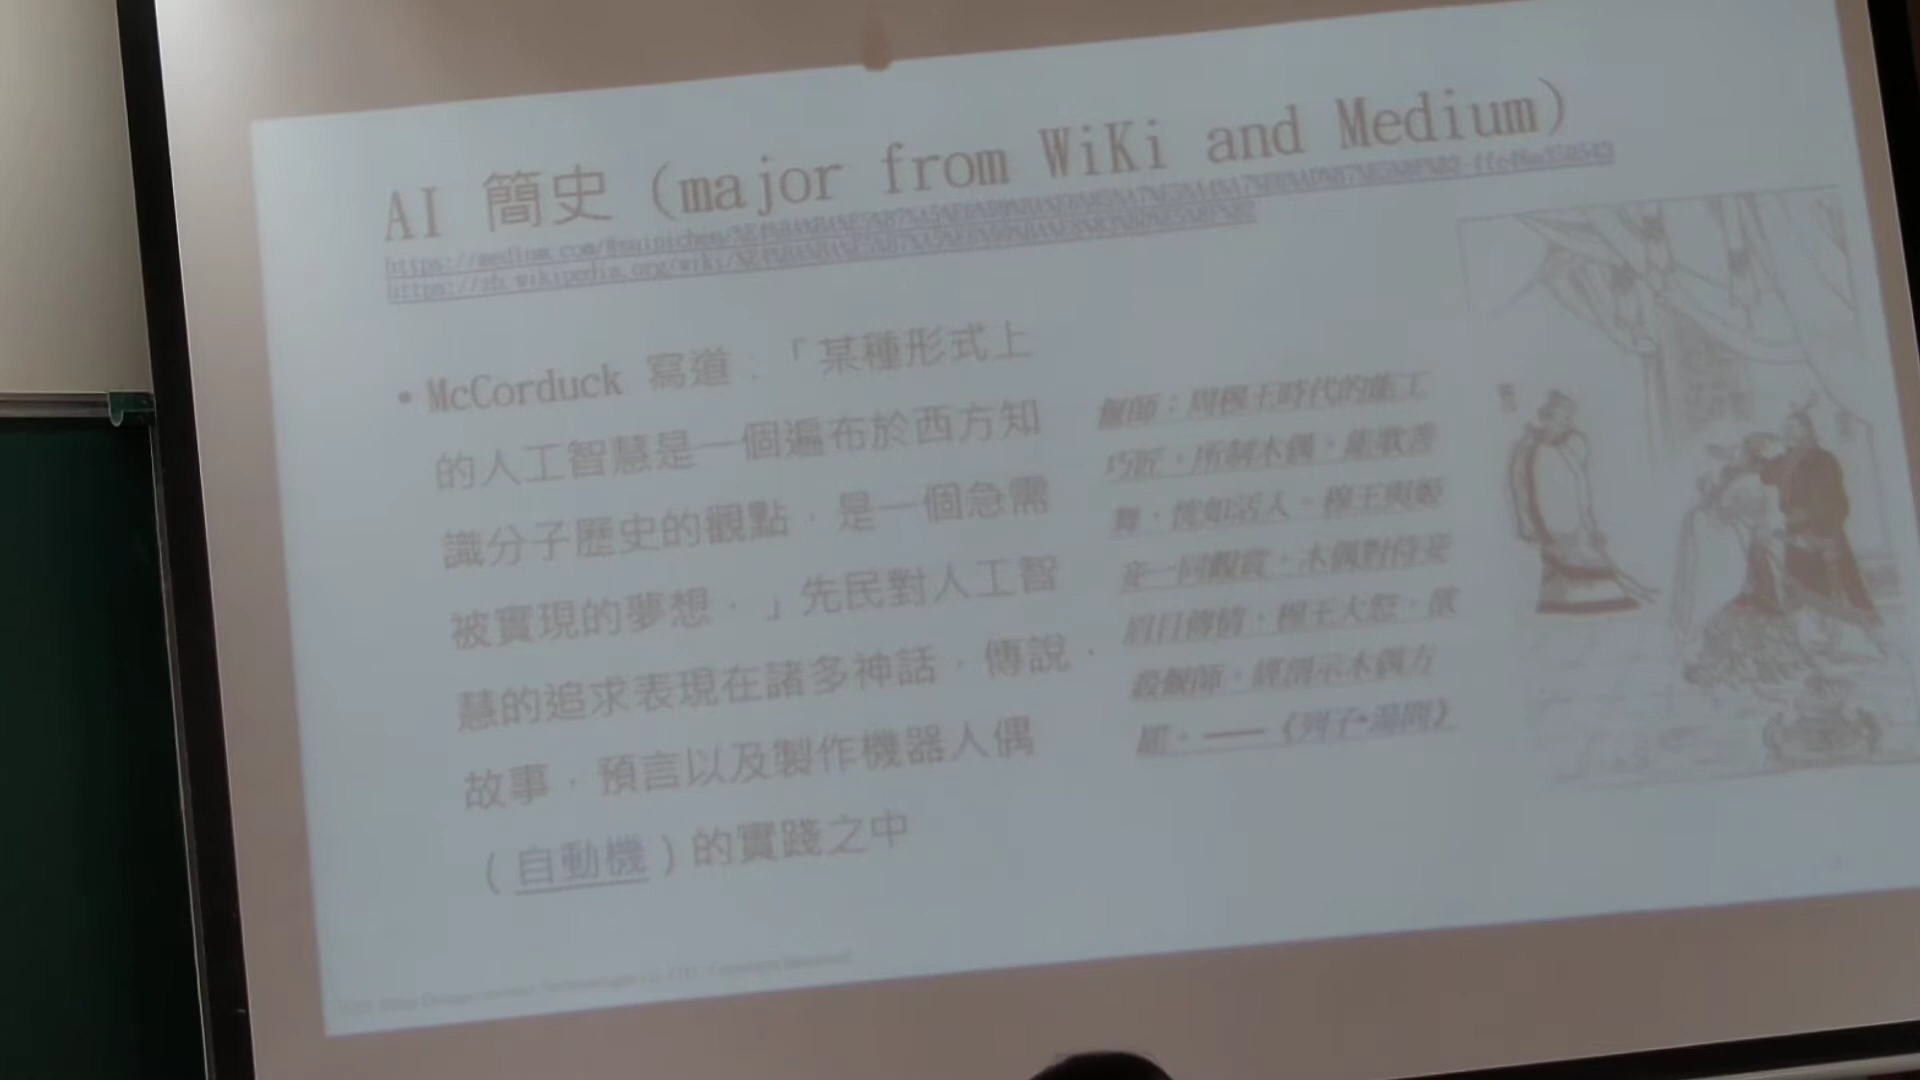 AI 簡史 (major from WiKi and Medium)
• McCorduck 寫道:「某種形式上
的人工智慧是一個遍布於西方知
識分子歷史的觀點,是一個急需
被實現的夢想,」先民對人工智
慧的追求表現在諸多神話,傳說,
故事,預言以及製作機器人偶
(自動機)的實踐之中
偃師:周穆王時代的能工
巧匠,所制木偶,能歌善
舞,恍如活人。穆王與姬
妾一同觀賞,木偶對侍妾
眉目傳情,穆王大怒,欲
殺偃師,經剖示木偶方
罷。——《列子·湯問》